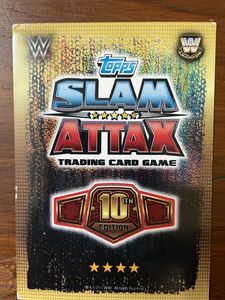 W
topps
SLAM
ATTAX
TRADING CARD GAME
10TH
EDITION